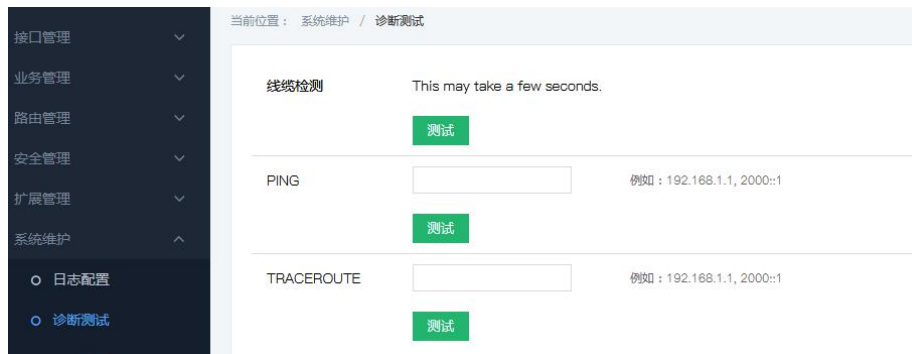 当前位置： 系统维护 / 诊断测试
接口管理
业务管理
路由管理
安全管理
扩展管理
系统维护
日志配置
诊断测试
线缆检测 This may take a few seconds.
测试
PING 例如：192.168.1.1, 2000::1
测试
TRACEROUTE 例如：192.168.1.1, 2000::1
测试